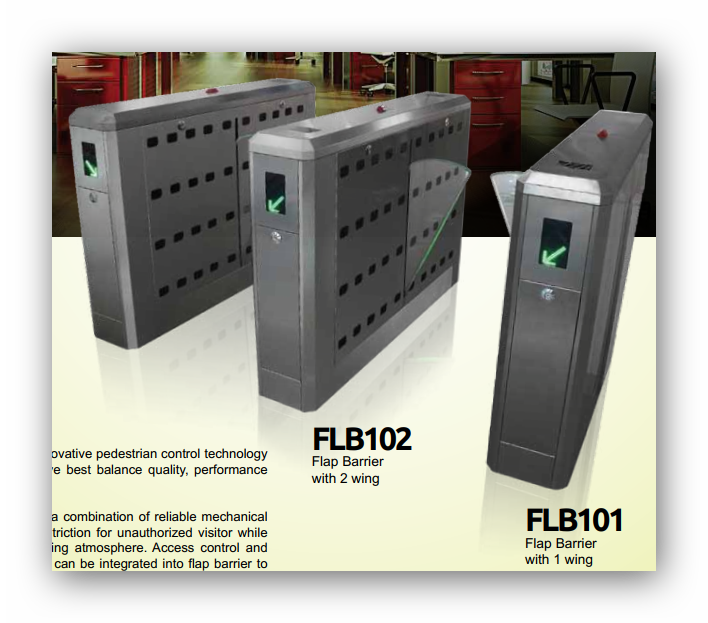 FLB102
Flap Barrier
with 2 wing
ovative pedestrian control technology
best balance quality, performance
a combination of reliable mechanical
for unauthorized visitor while
atmosphere. Access control and
can be integrated into flap barrier to
FLB101
Flap Barrier
with 1 wing